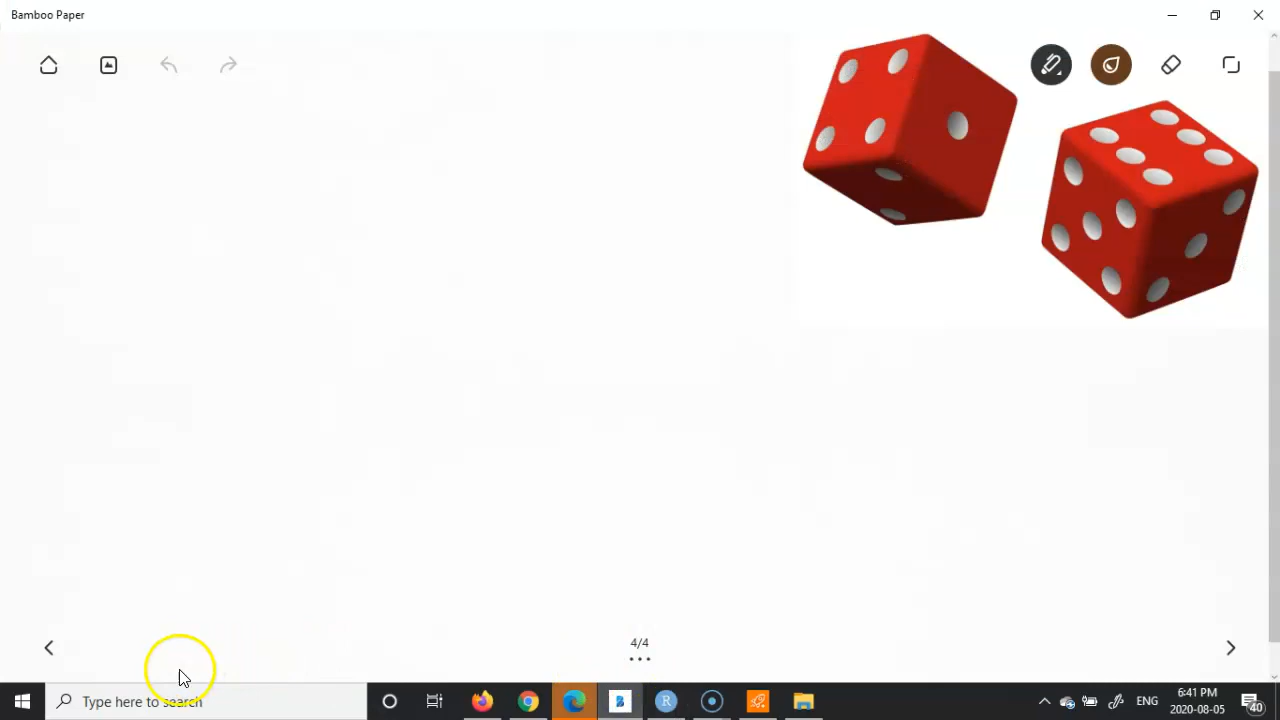 Bamboo Paper
4/4
Type here to search
B
R
ENG
6:41 PM
2020-08-05
40